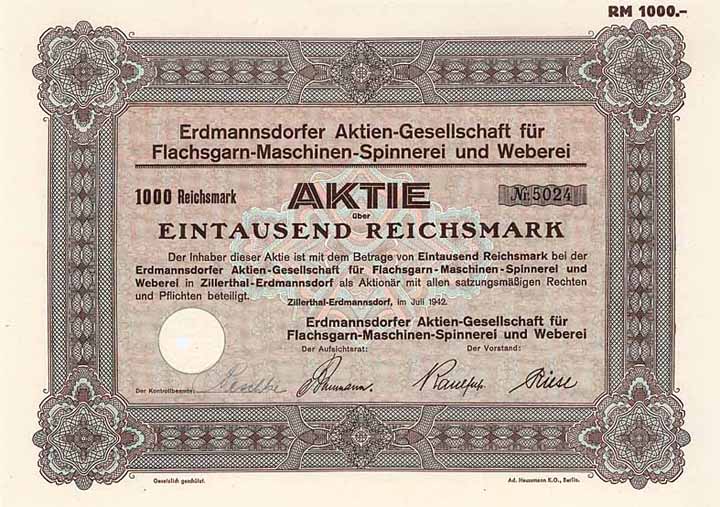 RM 1000.-
Erdmannsdorfer Aktien-Gesellschaft für
Flachsgarn-Maschinen-Spinnerei und Weberei
1000 Reichsmark AKTIE Nr. 5024
über
EINTAUSEND REICHSMARK
Der Inhaber dieser Aktie ist mit dem Betrage von Eintausend Reichsmark bei der
Erdmannsdorfer Aktien-Gesellschaft für Flachsgarn-Maschinen-Spinnerei und
Weberei in Zillerthal-Erdmannsdorf als Aktionär mit allen satzungsmäßigen Rechten
und Pflichten beteiligt.
Zillerthal-Erdmannsdorf, im Juli 1942.
Erdmannsdorfer Aktien-Gesellschaft für
Flachsgarn-Maschinen-Spinnerei und Weberei
Der Aufsichtsrat: Der Vorstand:
Der Kontrollbeamte: Riese
Gesetzlich geschützt. Ad. Haussmann K.G., Berlin.